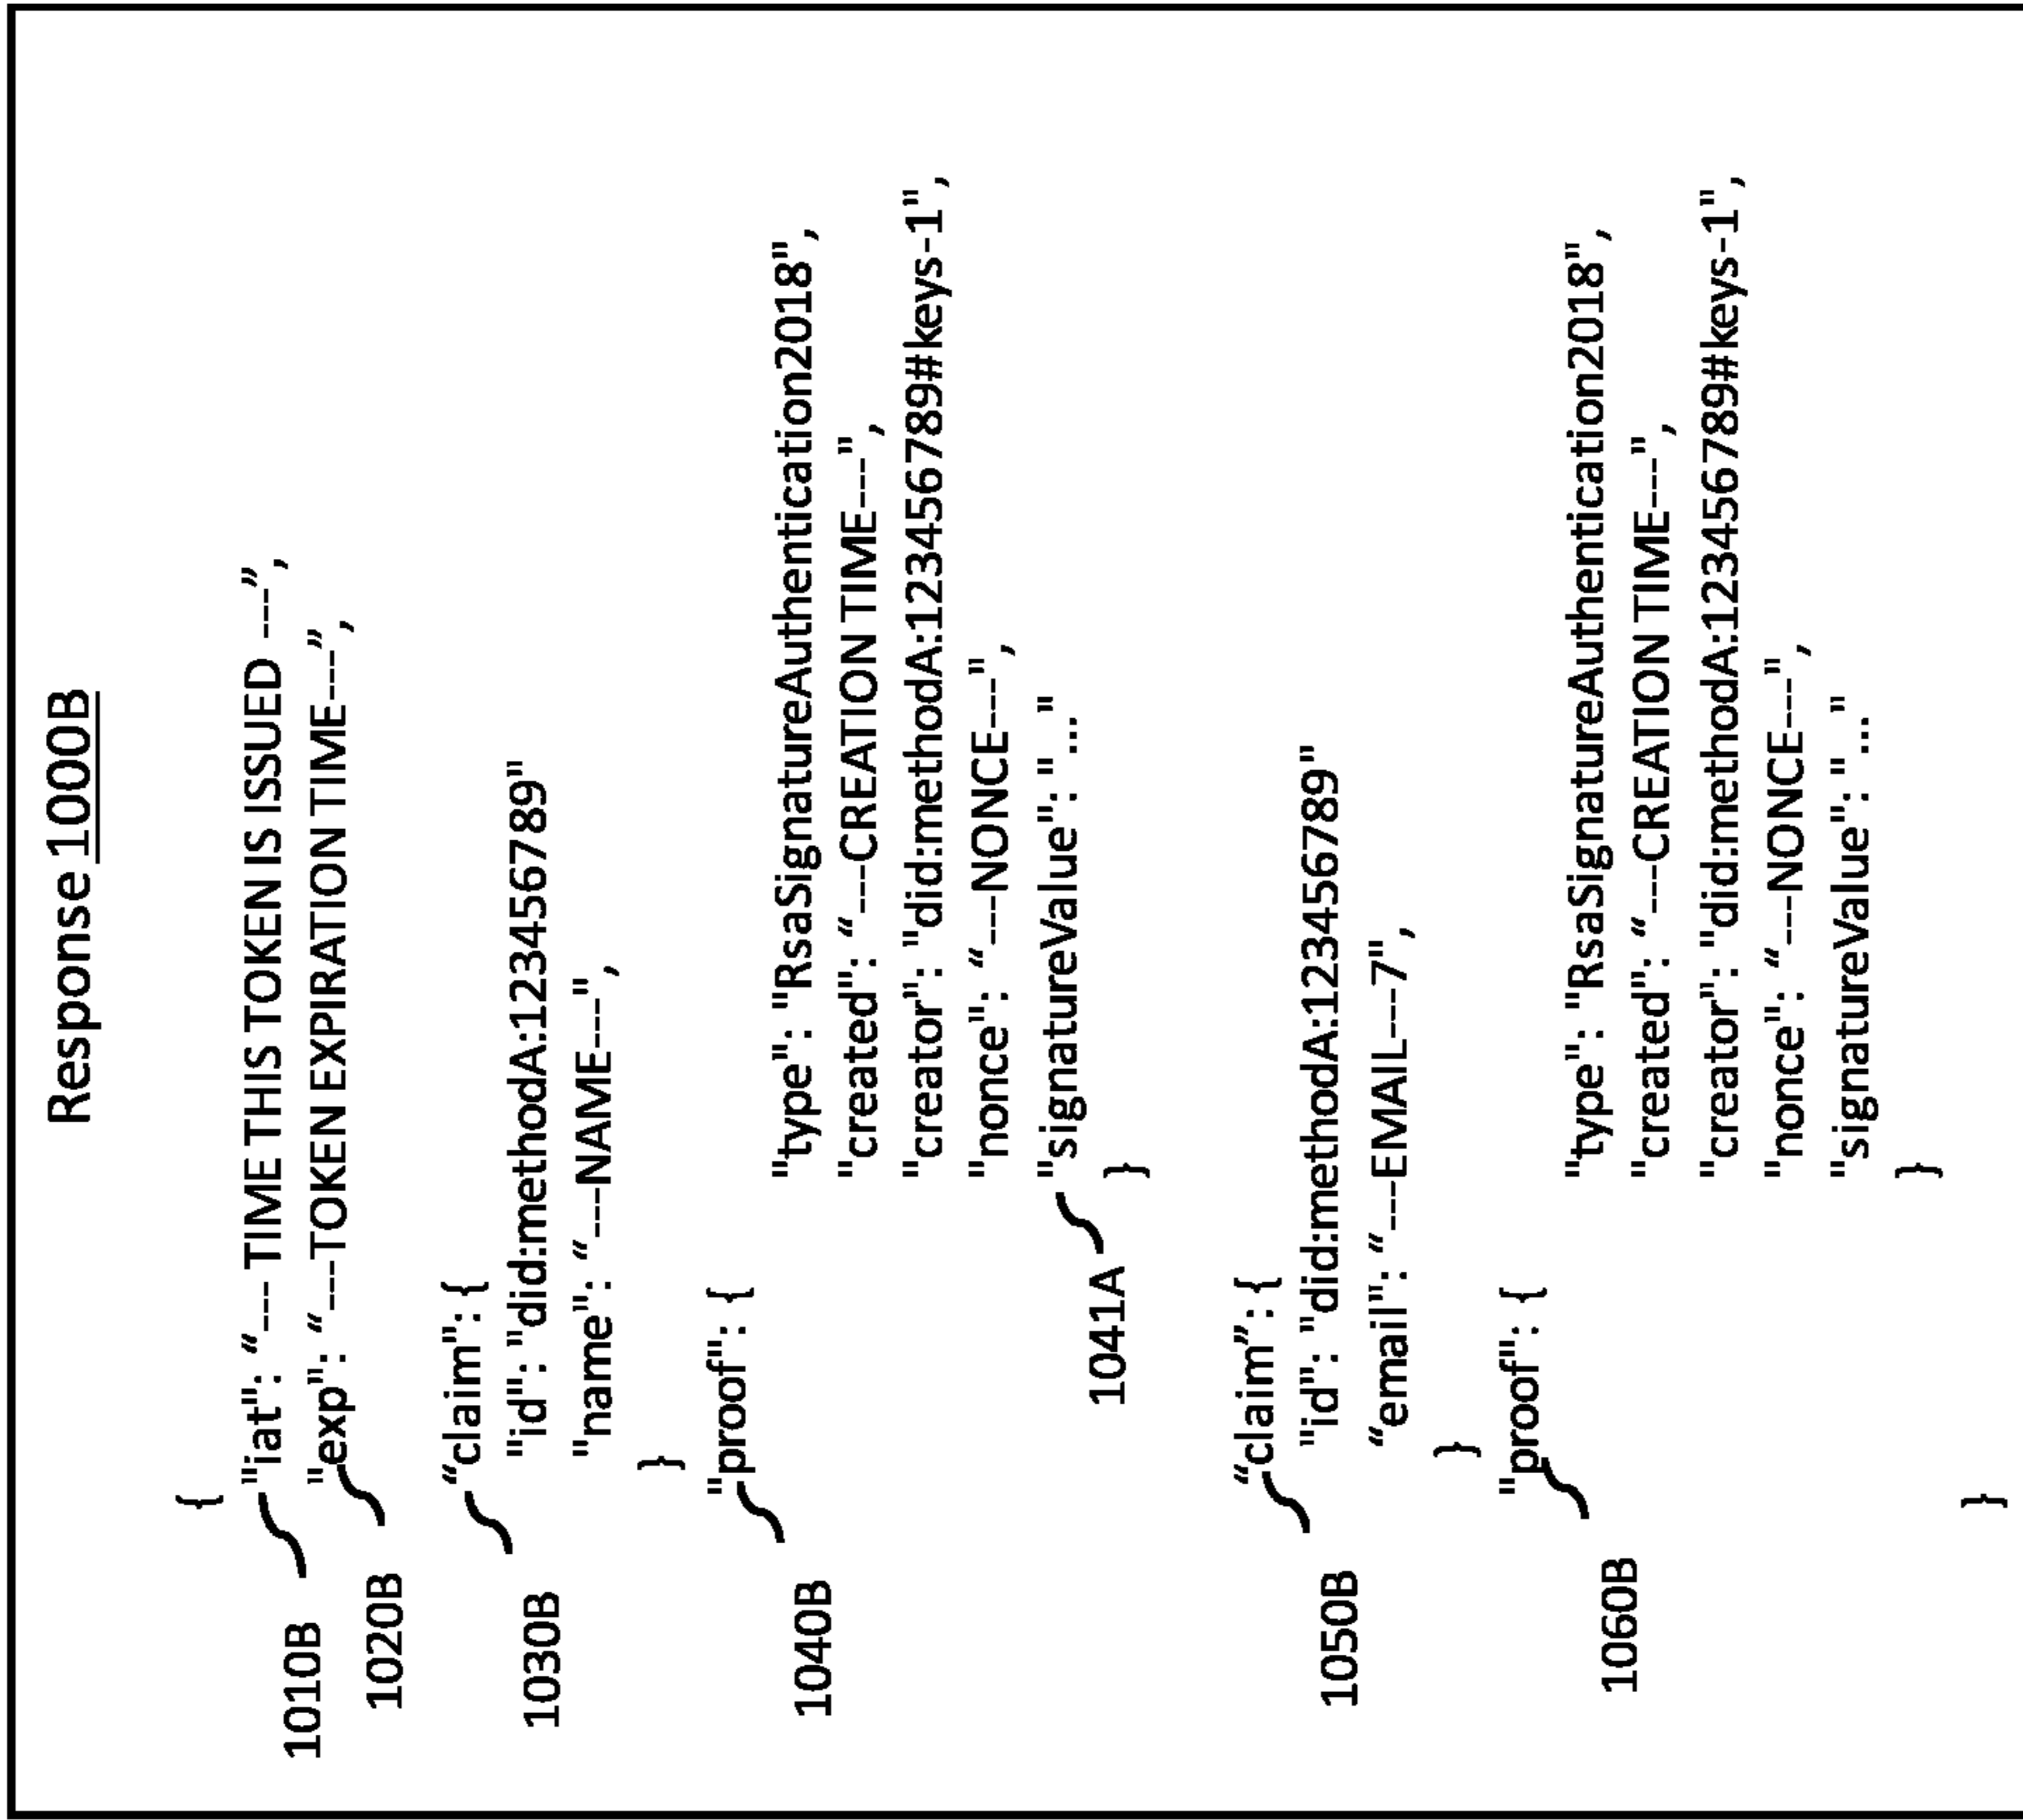 Response 1000B
{
1010B "iat": “--- TIME THIS TOKEN IS ISSUED ---”,
1020B "exp": “---TOKEN EXPIRATION TIME---”,
1030B “claim": {
"id": "did:methodA:123456789"
"name": “---NAME---",
}
1040B "proof": {
"type": "RsaSignatureAuthentication2018",
"created": “---CREATION TIME---",
"creator": "did:methodA:123456789#keys-1",
"nonce": “---NONCE---",
1041A "signatureValue": "..."
}
1050B “claim”: {
"id": "did:methodA:123456789"
“email": “---EMAIL---7",
}
1060B "proof": {
"type": "RsaSignatureAuthentication2018",
"created": “---CREATION TIME---",
"creator": "did:methodA:123456789#keys-1",
"nonce": “---NONCE---",
"signatureValue": "..."
}
}